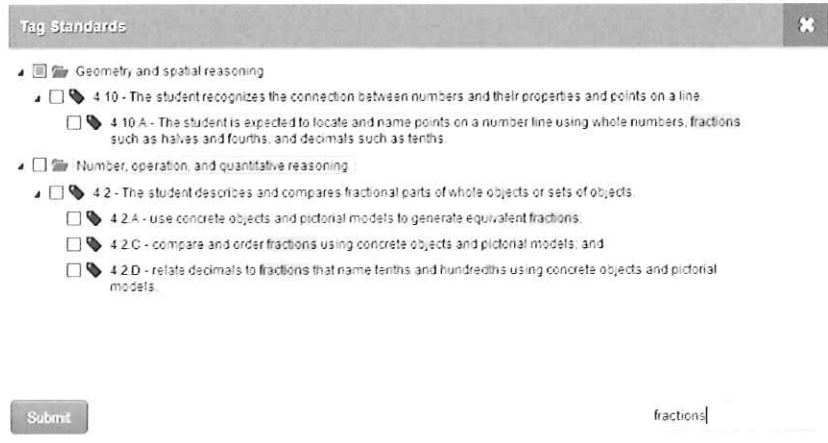 Tag Standards
Geometry and spatial reasoning
4.10 - The student recognizes the connection between numbers and their properties and points on a line.
4.10.A - The student is expected to locate and name points on a number line using whole numbers, fractions
such as halves and fourths, and decimals such as tenths.
Number, operation, and quantitative reasoning.
4.2 - The student describes and compares fractional parts of whole objects or sets of objects.
4.2.A - use concrete objects and pictorial models to generate equivalent fractions;
4.2.C - compare and order fractions using concrete objects and pictorial models; and
4.2.D - relate decimals to fractions that name tenths and hundredths using concrete objects and pictorial
models.
Submit
fractions